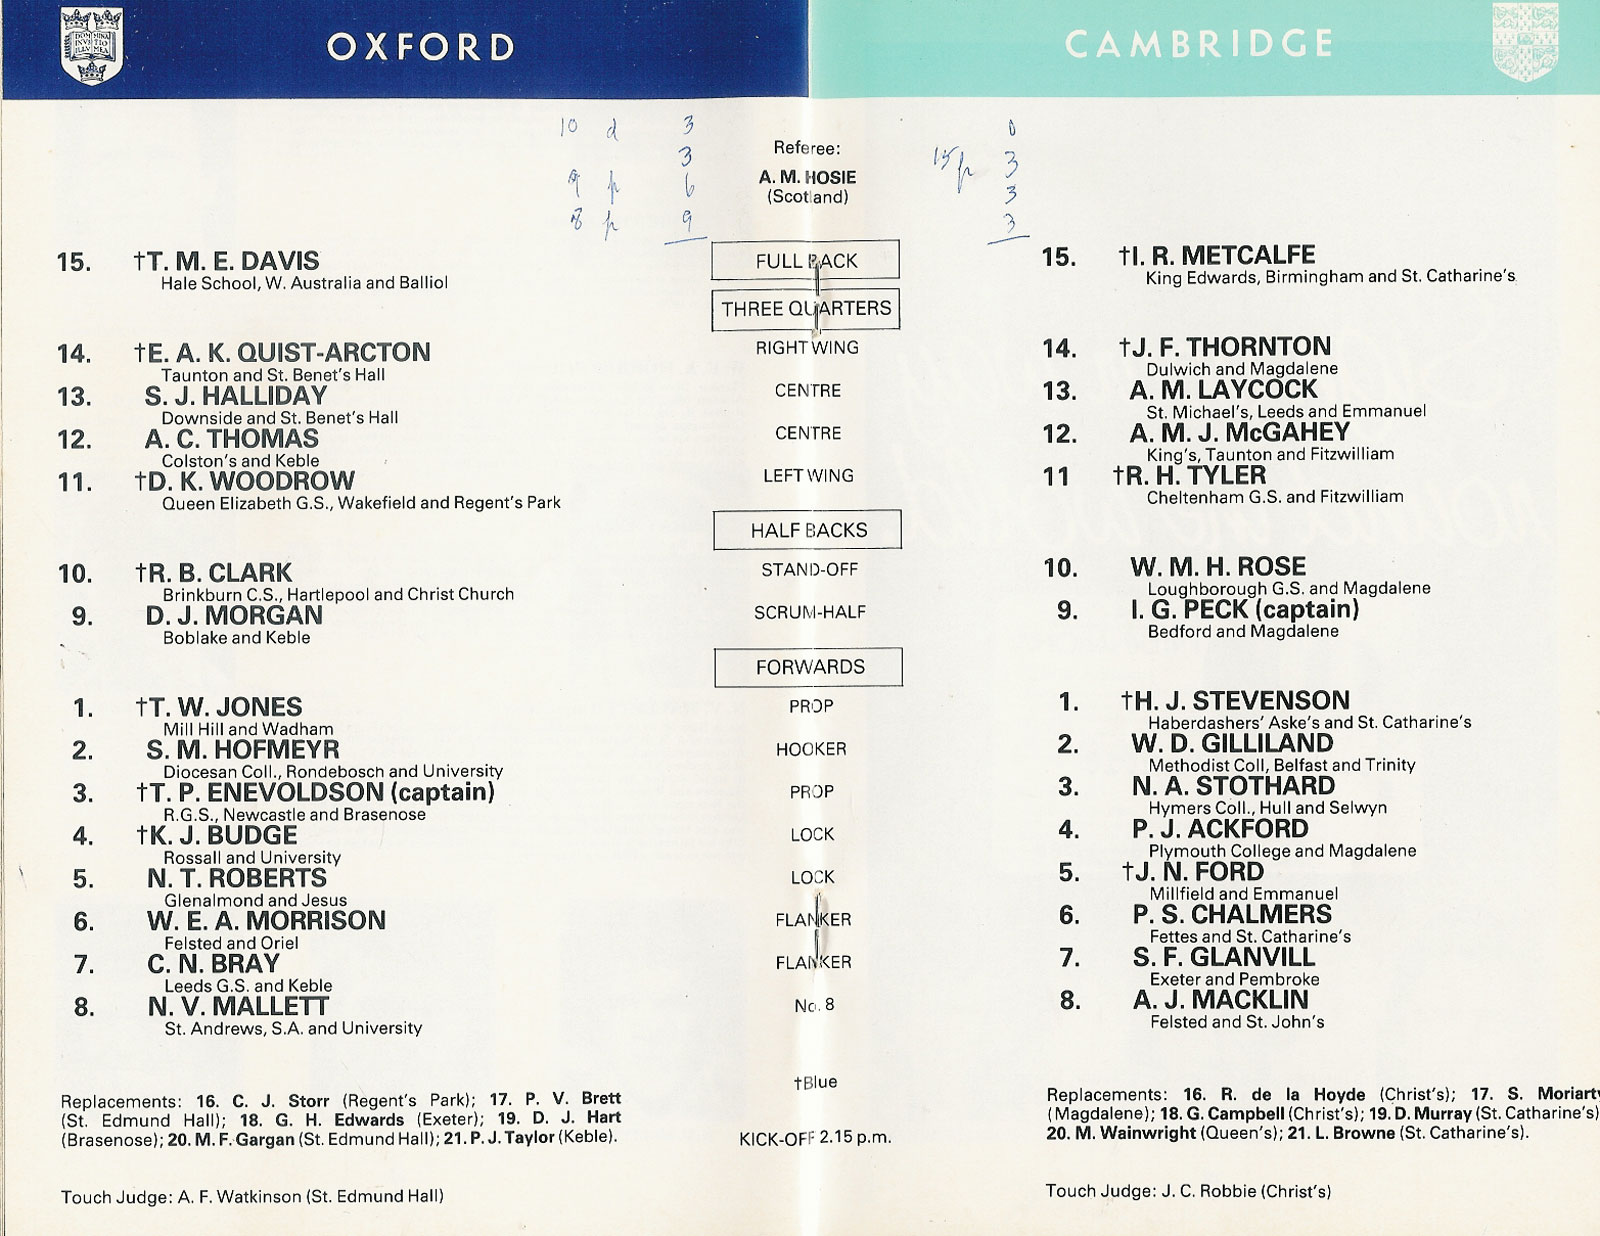 OXFORD
CAMBRIDGE
DOMINA
10 d 3
3
9 p 6
8 p 9
Referee:
A. M. HOSIE
(Scotland)
0
15 p 3
3
3
15. †T. M. E. DAVIS
Hale School, W. Australia and Balliol
14. †E. A. K. QUIST-ARCTON
Taunton and St. Benet's Hall
13. S. J. HALLIDAY
Downside and St. Benet's Hall
12. A. C. THOMAS
Colston's and Keble
11. †D. K. WOODROW
Queen Elizabeth G.S., Wakefield and Regent's Park
10. †R. B. CLARK
Brinkburn C.S., Hartlepool and Christ Church
9. D. J. MORGAN
Boblake and Keble
1. †T. W. JONES
Mill Hill and Wadham
2. S. M. HOFMEYR
Diocesan Coll., Rondebosch and University
3. †T. P. ENEVOLDSON (captain)
R.G.S., Newcastle and Brasenose
4. †K. J. BUDGE
Rossall and University
5. N. T. ROBERTS
Glenalmond and Jesus
6. W. E. A. MORRISON
Felsted and Oriel
7. C. N. BRAY
Leeds G.S. and Keble
8. N. V. MALLETT
St. Andrews, S.A. and University
Replacements: 16. C. J. Storr (Regent's Park); 17. P. V. Brett
(St. Edmund Hall); 18. G. H. Edwards (Exeter); 19. D. J. Hart
(Brasenose); 20. M. F. Gargan (St. Edmund Hall); 21. P. J. Taylor (Keble).
Touch Judge: A. F. Watkinson (St. Edmund Hall)
FULL BACK
THREE QUARTERS
RIGHT WING
CENTRE
CENTRE
LEFT WING
HALF BACKS
STAND-OFF
SCRUM-HALF
FORWARDS
PROP
HOOKER
PROP
LOCK
LOCK
FLANKER
FLANKER
No. 8
†Blue
KICK-OFF 2.15 p.m.
15. †I. R. METCALFE
King Edwards, Birmingham and St. Catharine's
14. †J. F. THORNTON
Dulwich and Magdalene
13. A. M. LAYCOCK
St. Michael's, Leeds and Emmanuel
12. A. M. J. McGAHEY
King's, Taunton and Fitzwilliam
11 †R. H. TYLER
Cheltenham G.S. and Fitzwilliam
10. W. M. H. ROSE
Loughborough G.S. and Magdalene
9. I. G. PECK (captain)
Bedford and Magdalene
1. †H. J. STEVENSON
Haberdashers' Aske's and St. Catharine's
2. W. D. GILLILAND
Methodist Coll, Belfast and Trinity
3. N. A. STOTHARD
Hymers Coll., Hull and Selwyn
4. P. J. ACKFORD
Plymouth College and Magdalene
5. †J. N. FORD
Millfield and Emmanuel
6. P. S. CHALMERS
Fettes and St. Catharine's
7. S. F. GLANVILL
Exeter and Pembroke
8. A. J. MACKLIN
Felsted and St. John's
Replacements: 16. R. de la Hoyde (Christ's); 17. S. Moriarty
(Magdalene); 18. G. Campbell (Christ's); 19. D. Murray (St. Catharine's)
20. M. Wainwright (Queen's); 21. L. Browne (St. Catharine's).
Touch Judge: J. C. Robbie (Christ's)